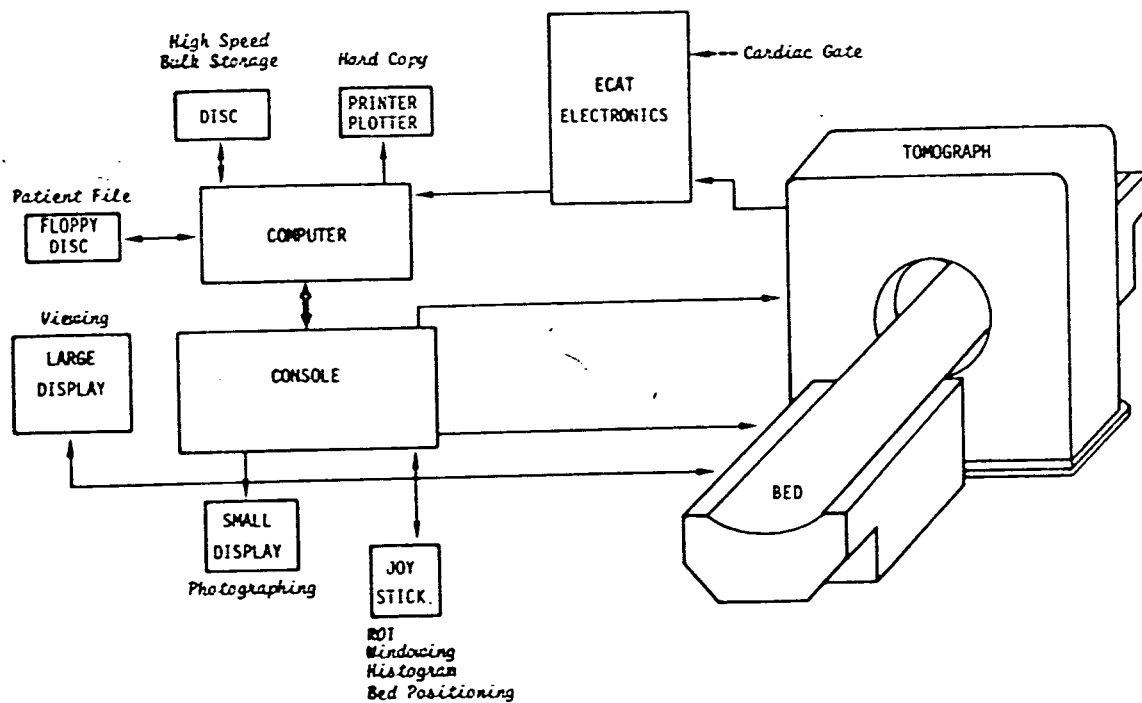 High Speed
Bulk Storage
DISC
Hard Copy
PRINTER
PLOTTER
ECAT
ELECTRONICS
Cardiac Gate
TOMOGRAPH
Patient File
FLOPPY
DISC
COMPUTER
Viewing
LARGE
DISPLAY
CONSOLE
BED
SMALL
DISPLAY
Photographing
JOY
STICK.
ROI
Windowing
Histogram
Bed Positioning